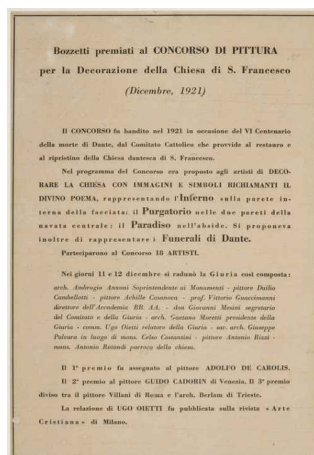 Bozzetti premiati al CONCORSO DI PITTURA
per la Decorazione della Chiesa di S. Francesco
(Dicembre, 1921)
Il CONCORSO fu bandito nel 1921 in occasione del VI Centenario
della morte di Dante, dal Comitato Cattolico che provvide al restauro e
al ripristino della Chiesa dantesca di S. Francesco.
Nel programma del Concorso era proposto agli artisti di DECO-
RARE LA CHIESA CON IMMAGINI E SIMBOLI RICHIAMANTI IL
DIVINO POEMA, rappresentando l'Inferno sulla parete in-
terna della facciata: il Purgatorio nelle due pareti della
navata centrale: il Paradiso nell'abside. Si proponeva
inoltre di rappresentare i Funerali di Dante.
Parteciparono al Concorso 18 ARTISTI.
Nei giorni 11 e 12 dicembre si radunò la Giuria così composta:
arch. Ambrogio Annoni Soprintendente ai Monumenti - pittore Duilio
Cambellotti - pittore Achille Casanova - prof. Vittorio Guaccimanni
direttore dell'Accademia BB. AA. - don Giovanni Mesini segretario
del Comitato e della Giuria - arch. Gaetano Moretti presidente della
Giuria - comm. Ugo Oietti relatore della Giuria - sac. arch. Giuseppe
Polvara in luogo di mons. Celso Costantini - pittore Antonio Rizzi -
mons. Antonio Ravaudi parroco della chiesa.
Il 1° premio fu assegnato al pittore ADOLFO DE CAROLIS.
Il 2° premio al pittore GUIDO CADORIN di Venezia. Il 3° premio
diviso tra il pittore Villani di Roma e l'arch. Berlam di Trieste.
La relazione di UGO OIETTI fu pubblicata sulla rivista «Arte
Cristiana» di Milano.